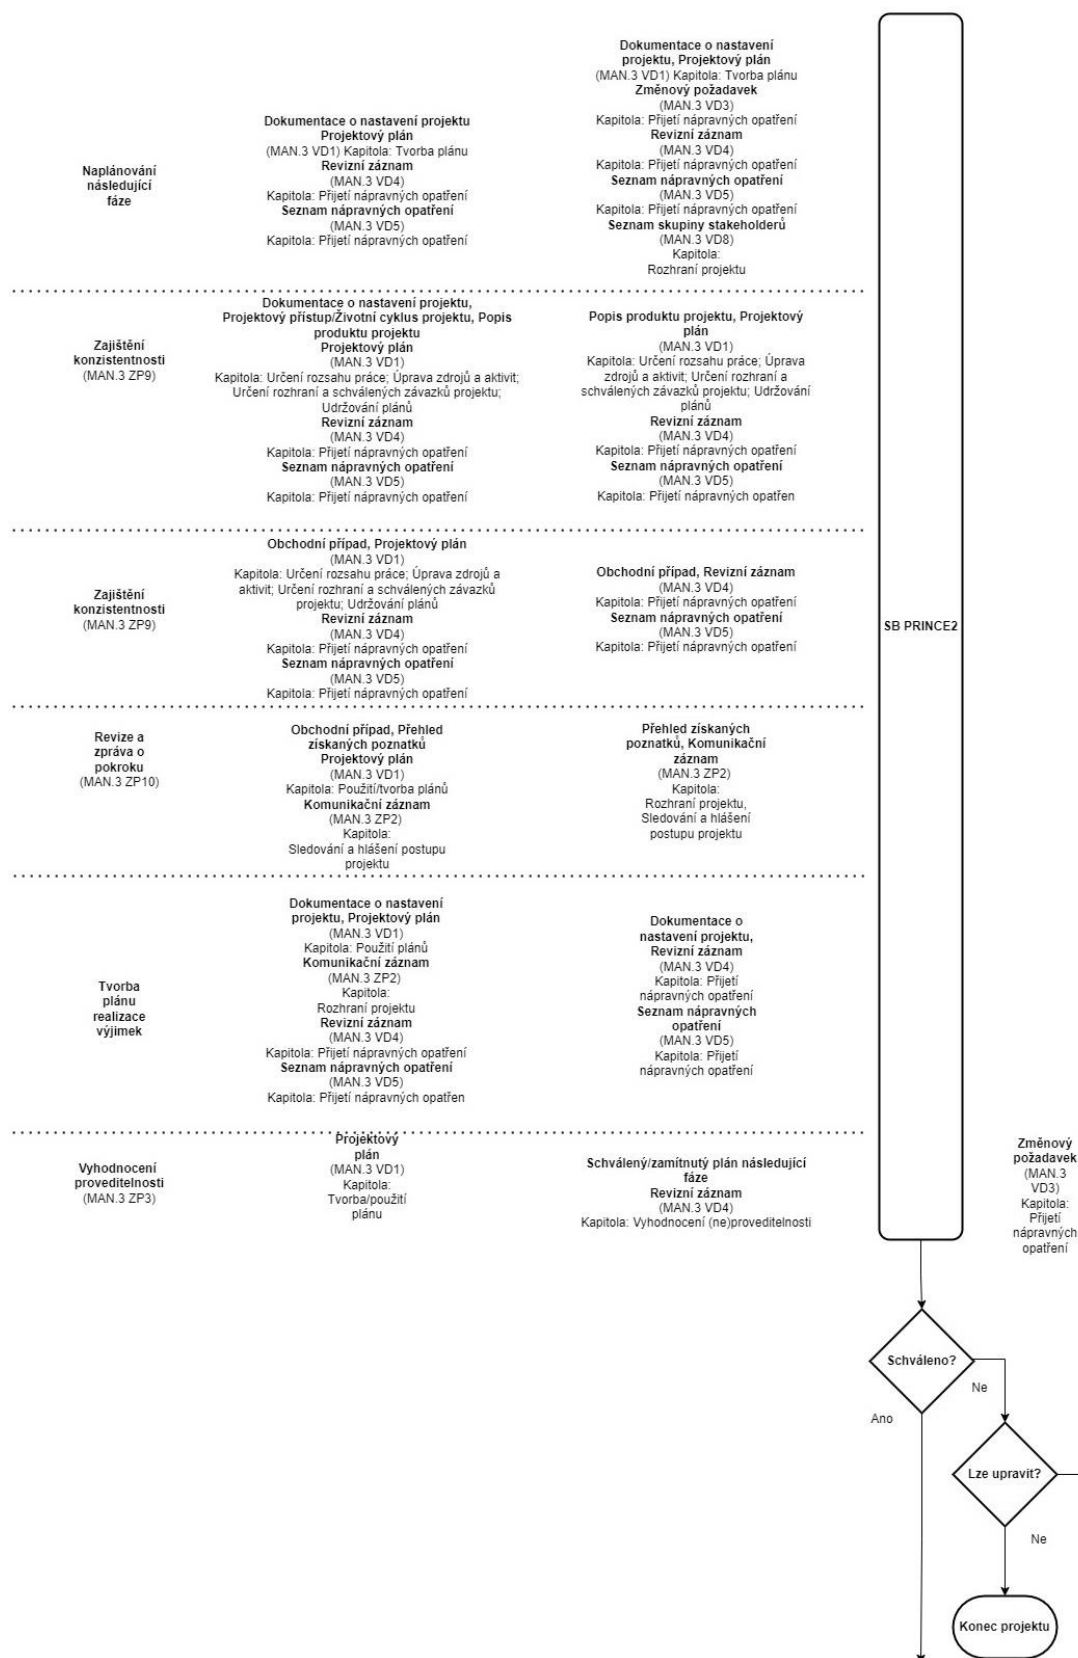 Naplánování
následující
fáze
Dokumentace o nastavení projektu
Projektový plán
(MAN.3 VD1) Kapitola: Tvorba plánu
Revizní záznam
(MAN.3 VD4)
Kapitola: Přijetí nápravných opatření
Seznam nápravných opatření
(MAN.3 VD5)
Kapitola: Přijetí nápravných opatření
Dokumentace o nastavení
projektu, Projektový plán
(MAN.3 VD1) Kapitola: Tvorba plánu
Změnový požadavek
(MAN.3 VD3)
Kapitola: Přijetí nápravných opatření
Revizní záznam
(MAN.3 VD4)
Kapitola: Přijetí nápravných opatření
Seznam nápravných opatření
(MAN.3 VD5)
Kapitola: Přijetí nápravných opatření
Seznam skupiny stakeholderů
(MAN.3 VD8)
Kapitola:
Rozhraní projektu
Zajištění
konzistentnosti
(MAN.3 ZP9)
Dokumentace o nastavení projektu,
Projektový přístup/Životní cyklus projektu, Popis
produktu projektu
Projektový plán
(MAN.3 VD1)
Kapitola: Určení rozsahu práce; Úprava zdrojů a aktivit;
Určení rozhraní a schválených závazků projektu;
Udržování plánů
Revizní záznam
(MAN.3 VD4)
Kapitola: Přijetí nápravných opatření
Seznam nápravných opatření
(MAN.3 VD5)
Kapitola: Přijetí nápravných opatření
Popis produktu projektu, Projektový
plán
(MAN.3 VD1)
Kapitola: Určení rozsahu práce; Úprava
zdrojů a aktivit; Určení rozhraní a
schválených závazků projektu; Udržování
plánů
Revizní záznam
(MAN.3 VD4)
Kapitola: Přijetí nápravných opatření
Seznam nápravných opatření
(MAN.3 VD5)
Kapitola: Přijetí nápravných opatřen
Zajištění
konzistentnosti
(MAN.3 ZP9)
Obchodní případ, Projektový plán
(MAN.3 VD1)
Kapitola: Určení rozsahu práce; Úprava zdrojů a
aktivit; Určení rozhraní a schválených závazků
projektu; Udržování plánů
Revizní záznam
(MAN.3 VD4)
Kapitola: Přijetí nápravných opatření
Seznam nápravných opatření
(MAN.3 VD5)
Kapitola: Přijetí nápravných opatření
Obchodní případ, Revizní záznam
(MAN.3 VD4)
Kapitola: Přijetí nápravných opatření
Seznam nápravných opatření
(MAN.3 VD5)
Kapitola: Přijetí nápravných opatření
SB PRINCE2
Revize a
zpráva o
pokroku
(MAN.3 ZP10)
Obchodní případ, Přehled
získaných poznatků
Projektový plán
(MAN.3 VD1)
Kapitola: Použití/tvorba plánů
Komunikační záznam
(MAN.3 ZP2)
Kapitola:
Sledování a hlášení postupu
projektu
Přehled získaných
poznatků, Komunikační
záznam
(MAN.3 ZP2)
Kapitola:
Rozhraní projektu,
Sledování a hlášení
postupu projektu
Tvorba
plánu
realizace
výjimek
Dokumentace o nastavení
projektu, Projektový plán
(MAN.3 VD1)
Kapitola: Použití plánů
Komunikační záznam
(MAN.3 ZP2)
Kapitola:
Rozhraní projektu
Revizní záznam
(MAN.3 VD4)
Kapitola: Přijetí nápravných opatření
Seznam nápravných opatření
(MAN.3 VD5)
Kapitola: Přijetí nápravných opatřen
Dokumentace o
nastavení projektu,
Revizní záznam
(MAN.3 VD4)
Kapitola: Přijetí
nápravných opatření
Seznam nápravných
opatření
(MAN.3 VD5)
Kapitola: Přijetí
nápravných opatření
Vyhodnocení
proveditelnosti
(MAN.3 ZP3)
Projektový
plán
(MAN.3 VD1)
Kapitola:
Tvorba/použití
plánu
Schválený/zamítnutý plán následující
fáze
Revizní záznam
(MAN.3 VD4)
Kapitola: Vyhodnocení (ne)proveditelnosti
Změnový
požadavek
(MAN.3
VD3)
Kapitola:
Přijetí
nápravných
opatření
Schváleno?
Ne
Ano
Lze upravit?
Ne
Konec projektu